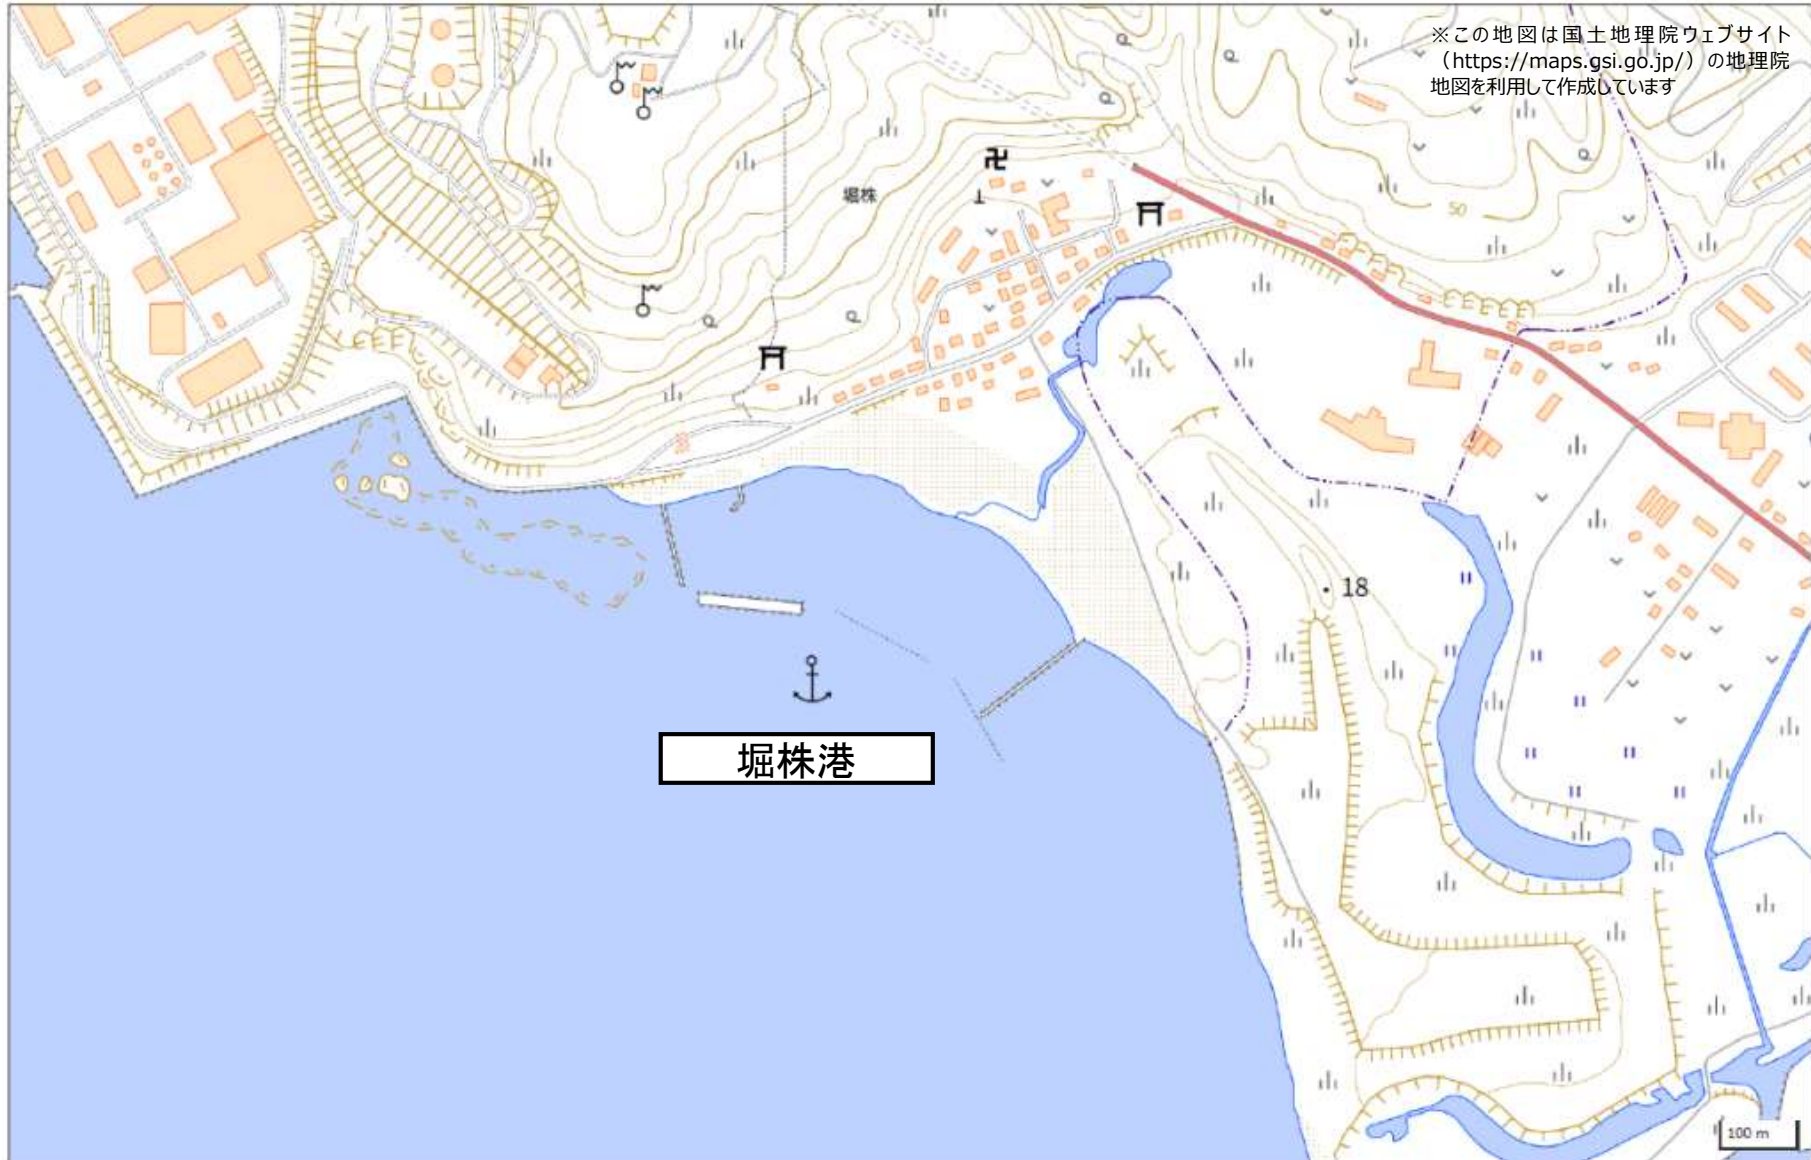 ※この地図は国土地理院ウェブサイト
（https://maps.gsi.go.jp/）の地理院
地図を利用して作成しています
堀株
50
18
堀株港
100 m